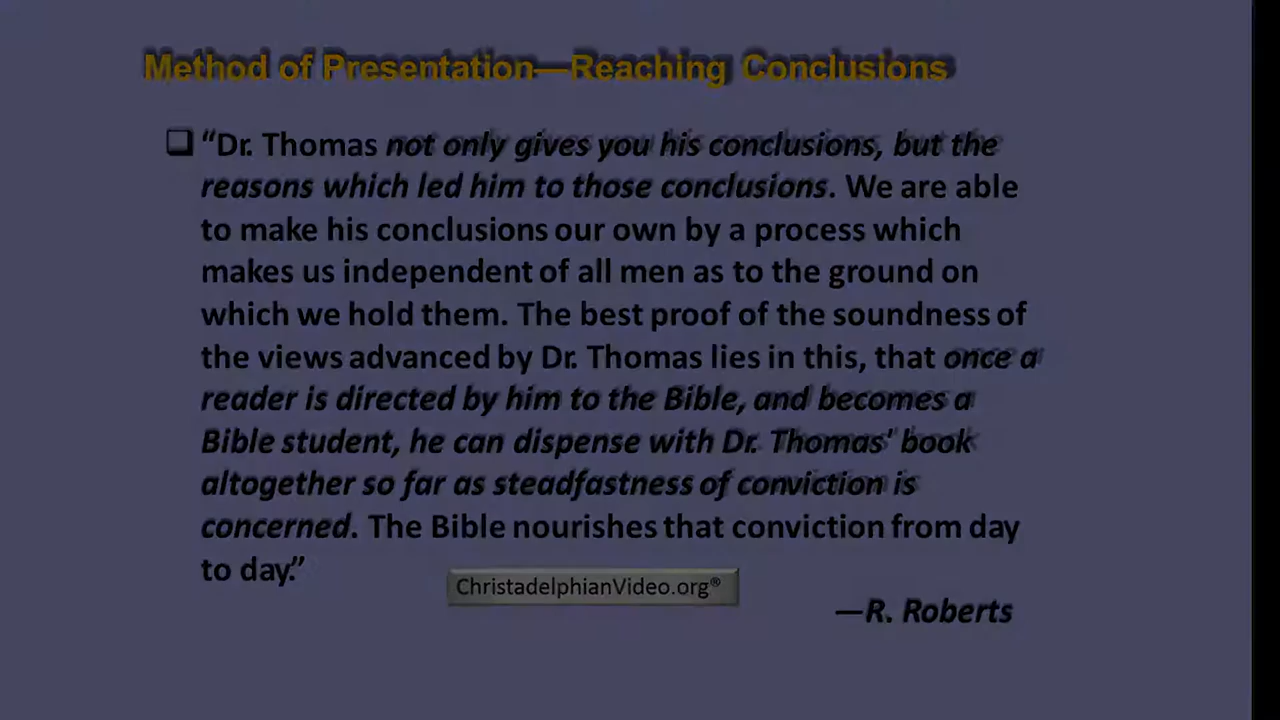 Method of Presentation—Reaching Conclusions
❑ “Dr. Thomas not only gives you his conclusions, but the
reasons which led him to those conclusions. We are able
to make his conclusions our own by a process which
makes us independent of all men as to the ground on
which we hold them. The best proof of the soundness of
the views advanced by Dr. Thomas lies in this, that once a
reader is directed by him to the Bible, and becomes a
Bible student, he can dispense with Dr. Thomas' book
altogether so far as steadfastness of conviction is
concerned. The Bible nourishes that conviction from day
to day.”
ChristadelphianVideo.org®
—R. Roberts